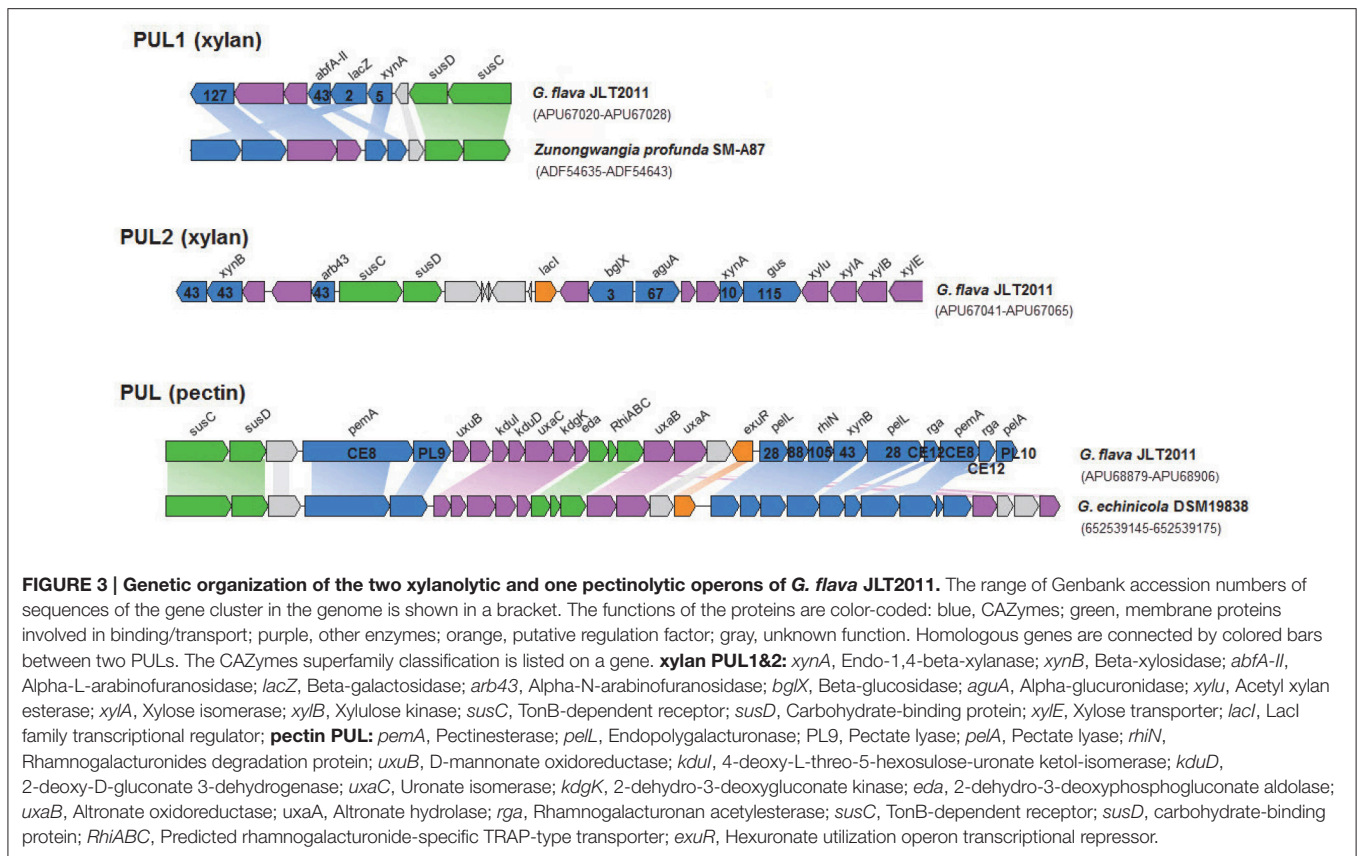 PUL1 (xylan)
abfA-II lacZ xynA susD susC
127 43 2 5
G. flava JLT2011
(APU67020-APU67028)
Zunongwangia profunda SM-A87
(ADF54635-ADF54643)
PUL2 (xylan)
xynB arb43 susC susD lacI bglX aguA xynA gus xylu xylA xylB xylE
43 43 43 3 67 10 115
G. flava JLT2011
(APU67041-APU67065)
PUL (pectin)
susC susD pemA uxuB kduI kduD uxaC kdgK eda RhiABC uxaB uxaA exuR pelL rhiN xynB pelL rga pemA rga pelA
CE8 PL9 28 88 105 43 28 CE12 CE8 PL10
CE12
G. flava JLT2011
(APU68879-APU68906)
G. echinicola DSM19838
(652539145-652539175)
FIGURE 3 | Genetic organization of the two xylanolytic and one pectinolytic operons of G. flava JLT2011. The range of Genbank accession numbers of
sequences of the gene cluster in the genome is shown in a bracket. The functions of the proteins are color-coded: blue, CAZymes; green, membrane proteins
involved in binding/transport; purple, other enzymes; orange, putative regulation factor; gray, unknown function. Homologous genes are connected by colored bars
between two PULs. The CAZymes superfamily classification is listed on a gene. xylan PUL1&2: xynA, Endo-1,4-beta-xylanase; xynB, Beta-xylosidase; abfA-II,
Alpha-L-arabinofuranosidase; lacZ, Beta-galactosidase; arb43, Alpha-N-arabinofuranosidase; bglX, Beta-glucosidase; aguA, Alpha-glucuronidase; xylu, Acetyl xylan
esterase; xylA, Xylose isomerase; xylB, Xylulose kinase; susC, TonB-dependent receptor; susD, Carbohydrate-binding protein; xylE, Xylose transporter; lacI, LacI
family transcriptional regulator; pectin PUL: pemA, Pectinesterase; pelL, Endopolygalacturonase; PL9, Pectate lyase; pelA, Pectate lyase; rhiN,
Rhamnogalacturonides degradation protein; uxuB, D-mannonate oxidoreductase; kduI, 4-deoxy-L-threo-5-hexosulose-uronate ketol-isomerase; kduD,
2-deoxy-D-gluconate 3-dehydrogenase; uxaC, Uronate isomerase; kdgK, 2-dehydro-3-deoxygluconate kinase; eda, 2-dehydro-3-deoxyphosphogluconate aldolase;
uxaB, Altronate oxidoreductase; uxaA, Altronate hydrolase; rga, Rhamnogalacturonan acetylesterase; susC, TonB-dependent receptor; susD, carbohydrate-binding
protein; RhiABC, Predicted rhamnogalacturonide-specific TRAP-type transporter; exuR, Hexuronate utilization operon transcriptional repressor.